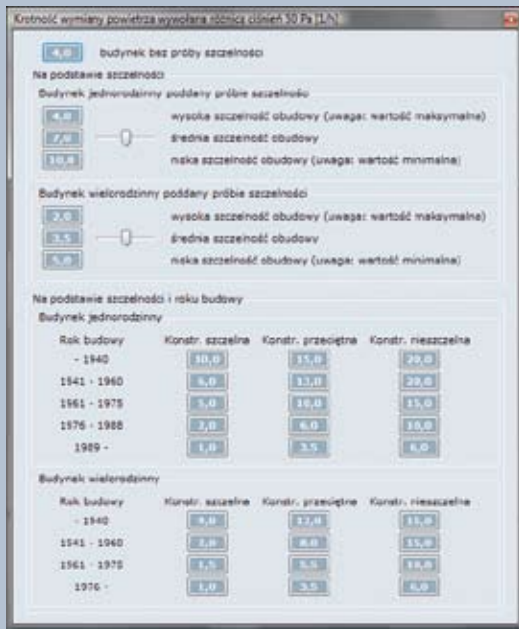 Krotność wymiany powietrza wywołana różnicą ciśnień 50 Pa [1/h]
4,0 budynek bez próby szczelności
Na podstawie szczelności
Budynek jednorodzinny poddany próbie szczelności
4,0 wysoka szczelność obudowy (uwaga: wartość maksymalna)
7,0 średnia szczelność obudowy
10,0 niska szczelność obudowy (uwaga: wartość minimalna)
Budynek wielorodzinny poddany próbie szczelności
2,0 wysoka szczelność obudowy (uwaga: wartość maksymalna)
3,5 średnia szczelność obudowy
5,0 niska szczelność obudowy (uwaga: wartość minimalna)
Na podstawie szczelności i roku budowy
Budynek jednorodzinny
Rok budowy Konstr. szczelna Konstr. przeciętna Konstr. nieszczelna
- 1940 10,0 15,0 20,0
1941 - 1960 20,0
1961 - 1975 5,0 10,0 15,0
1976 - 1988 2,0 6,0 10,0
1989 - 1,0 3,5 6,0
Budynek wielorodzinny
Rok budowy Konstr. szczelna Konstr. przeciętna Konstr. nieszczelna
- 1940 12,0 15,0
1941 - 1960 2,0 8,0 15,0
1961 - 1975 1,5 5,5 10,0
1976 - 1,0 3,5 6,0